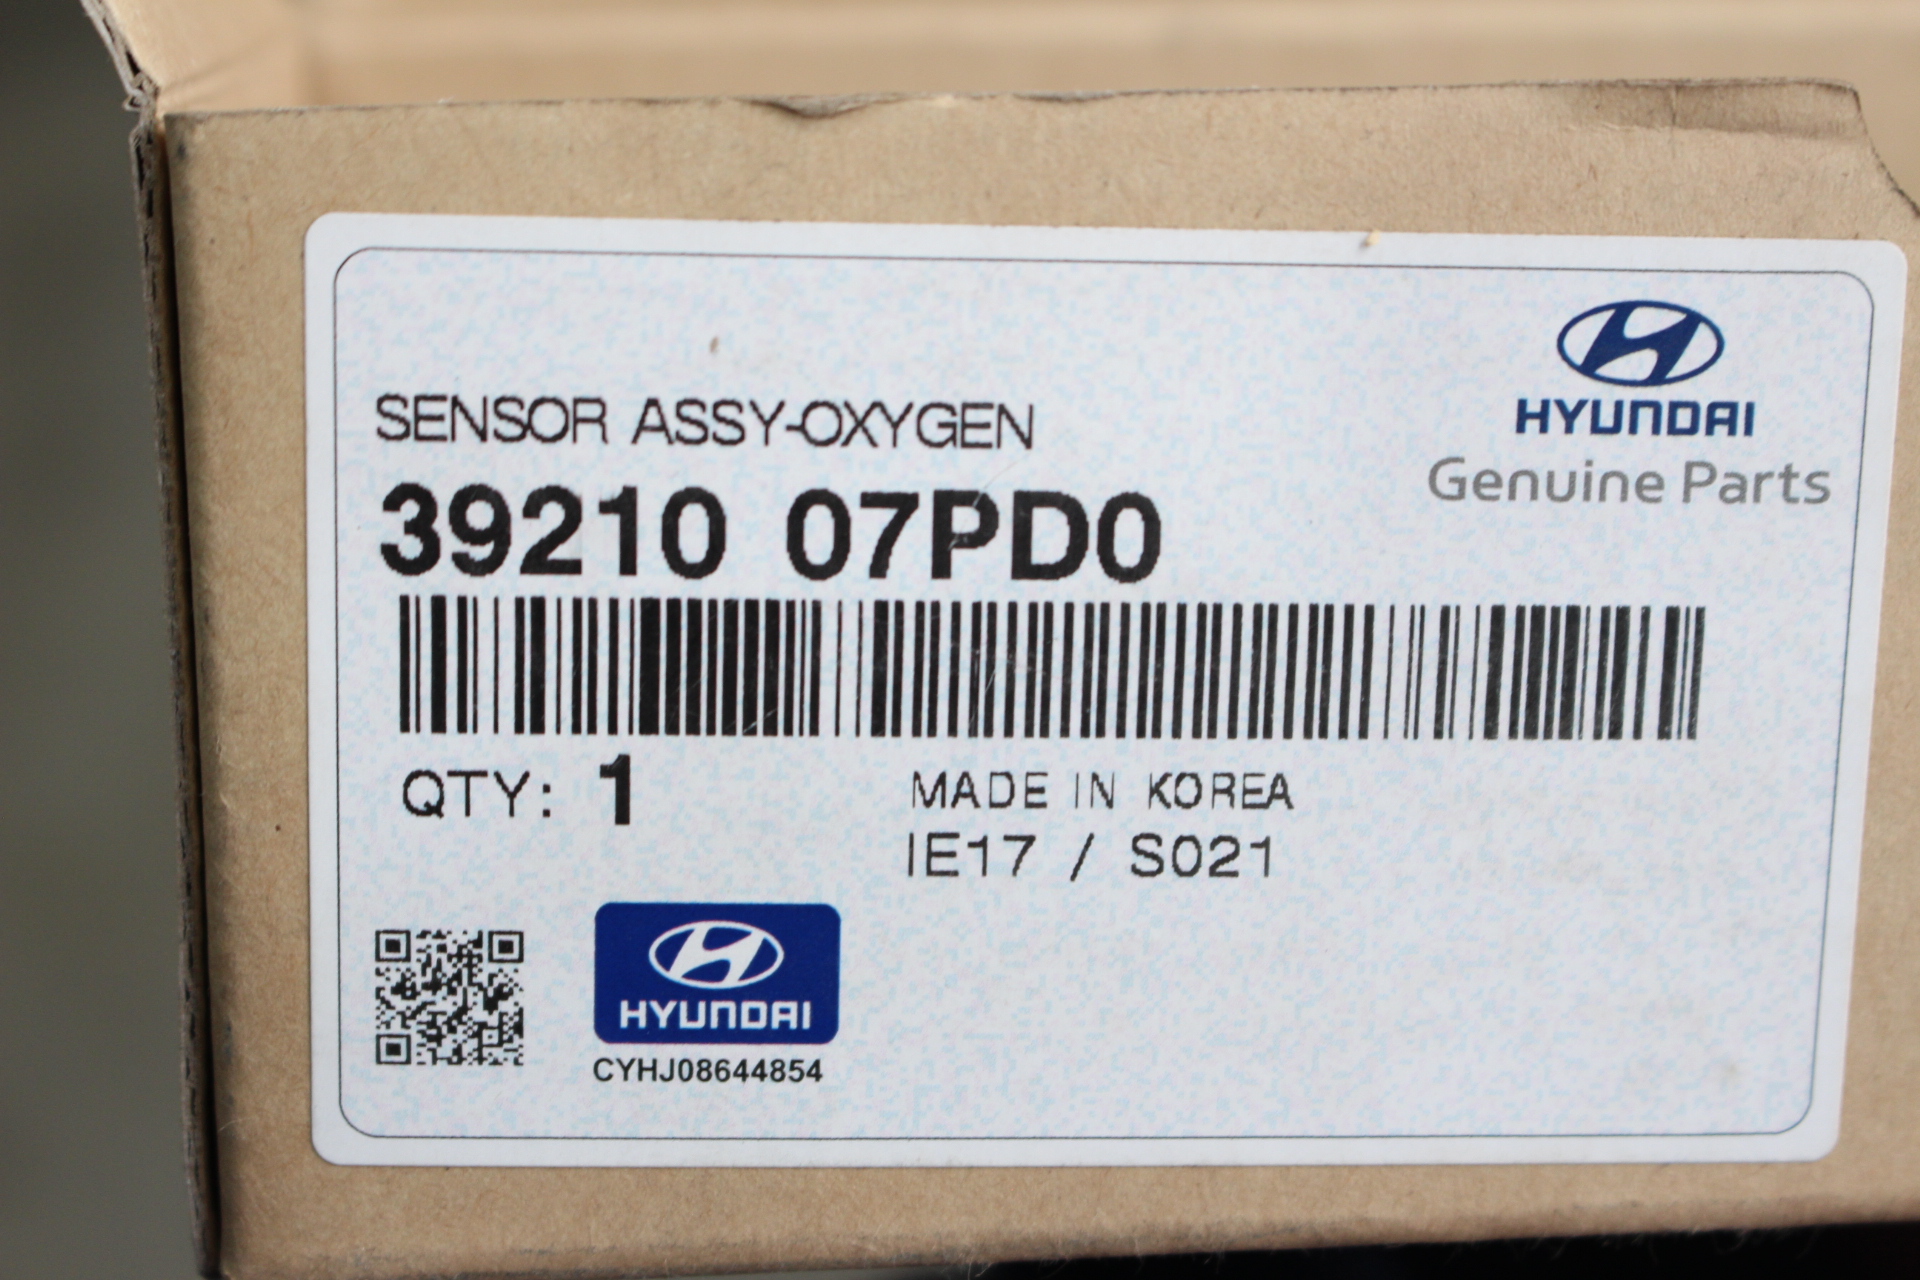 HYUNDAI
Genuine Parts
SENSOR ASSY-OXYGEN
39210 07PD0
QTY: 1
MADE IN KOREA
IE17 / S021
HYUNDAI
CYHJ08644854